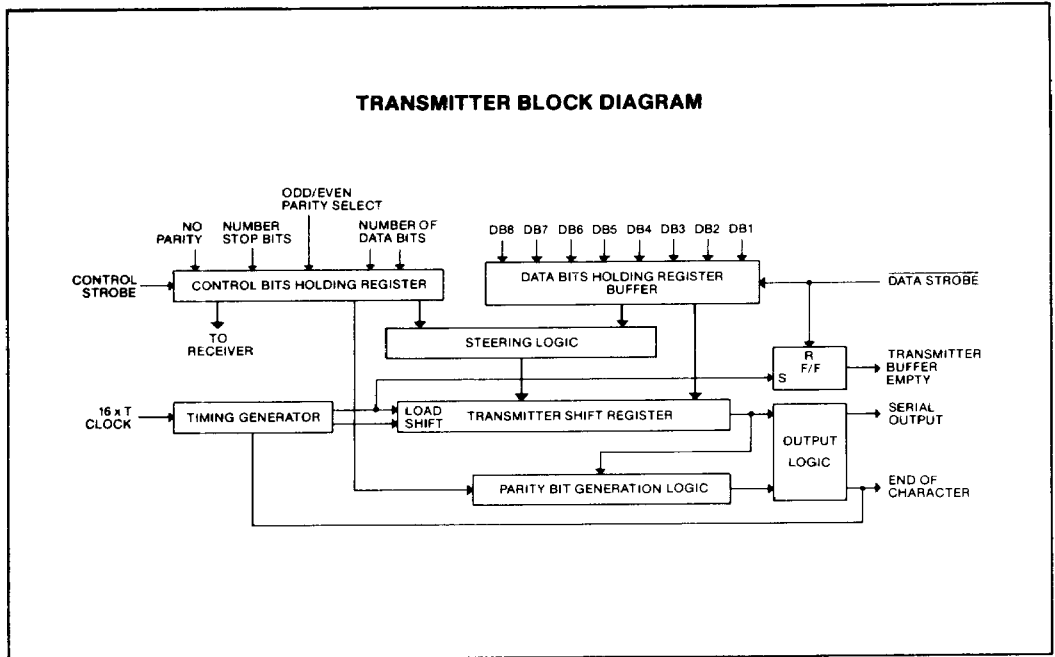 TRANSMITTER BLOCK DIAGRAM
ODD/EVEN
PARITY SELECT
NO
PARITY
NUMBER
STOP BITS
NUMBER OF
DATA BITS
DB8 DB7 DB6 DB5 DB4 DB3 DB2 DB1
CONTROL
STROBE
CONTROL BITS HOLDING REGISTER
DATA BITS HOLDING REGISTER
BUFFER
DATA STROBE
TO
RECEIVER
STEERING LOGIC
R
F/F
S
TRANSMITTER
BUFFER
EMPTY
16 x T
CLOCK
TIMING GENERATOR
LOAD
SHIFT
TRANSMITTER SHIFT REGISTER
OUTPUT
LOGIC
SERIAL
OUTPUT
PARITY BIT GENERATION LOGIC
END OF
CHARACTER